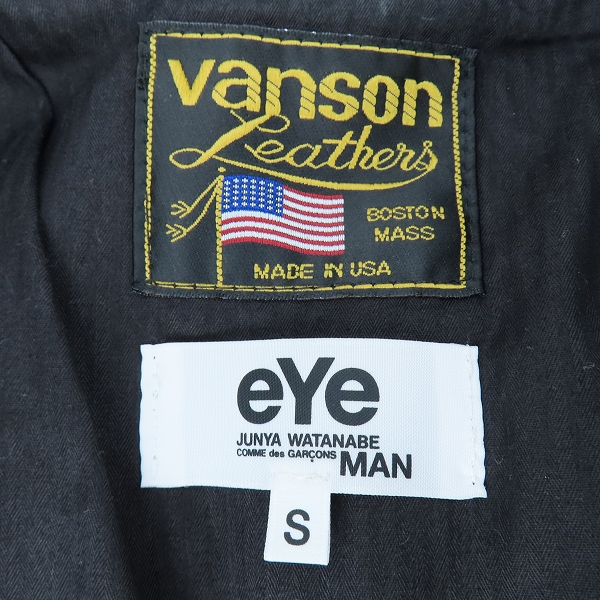 vanson
Leathers
BOSTON
MASS
MADE IN USA
eYe
JUNYA WATANABE
COMME des GARÇONS MAN
S